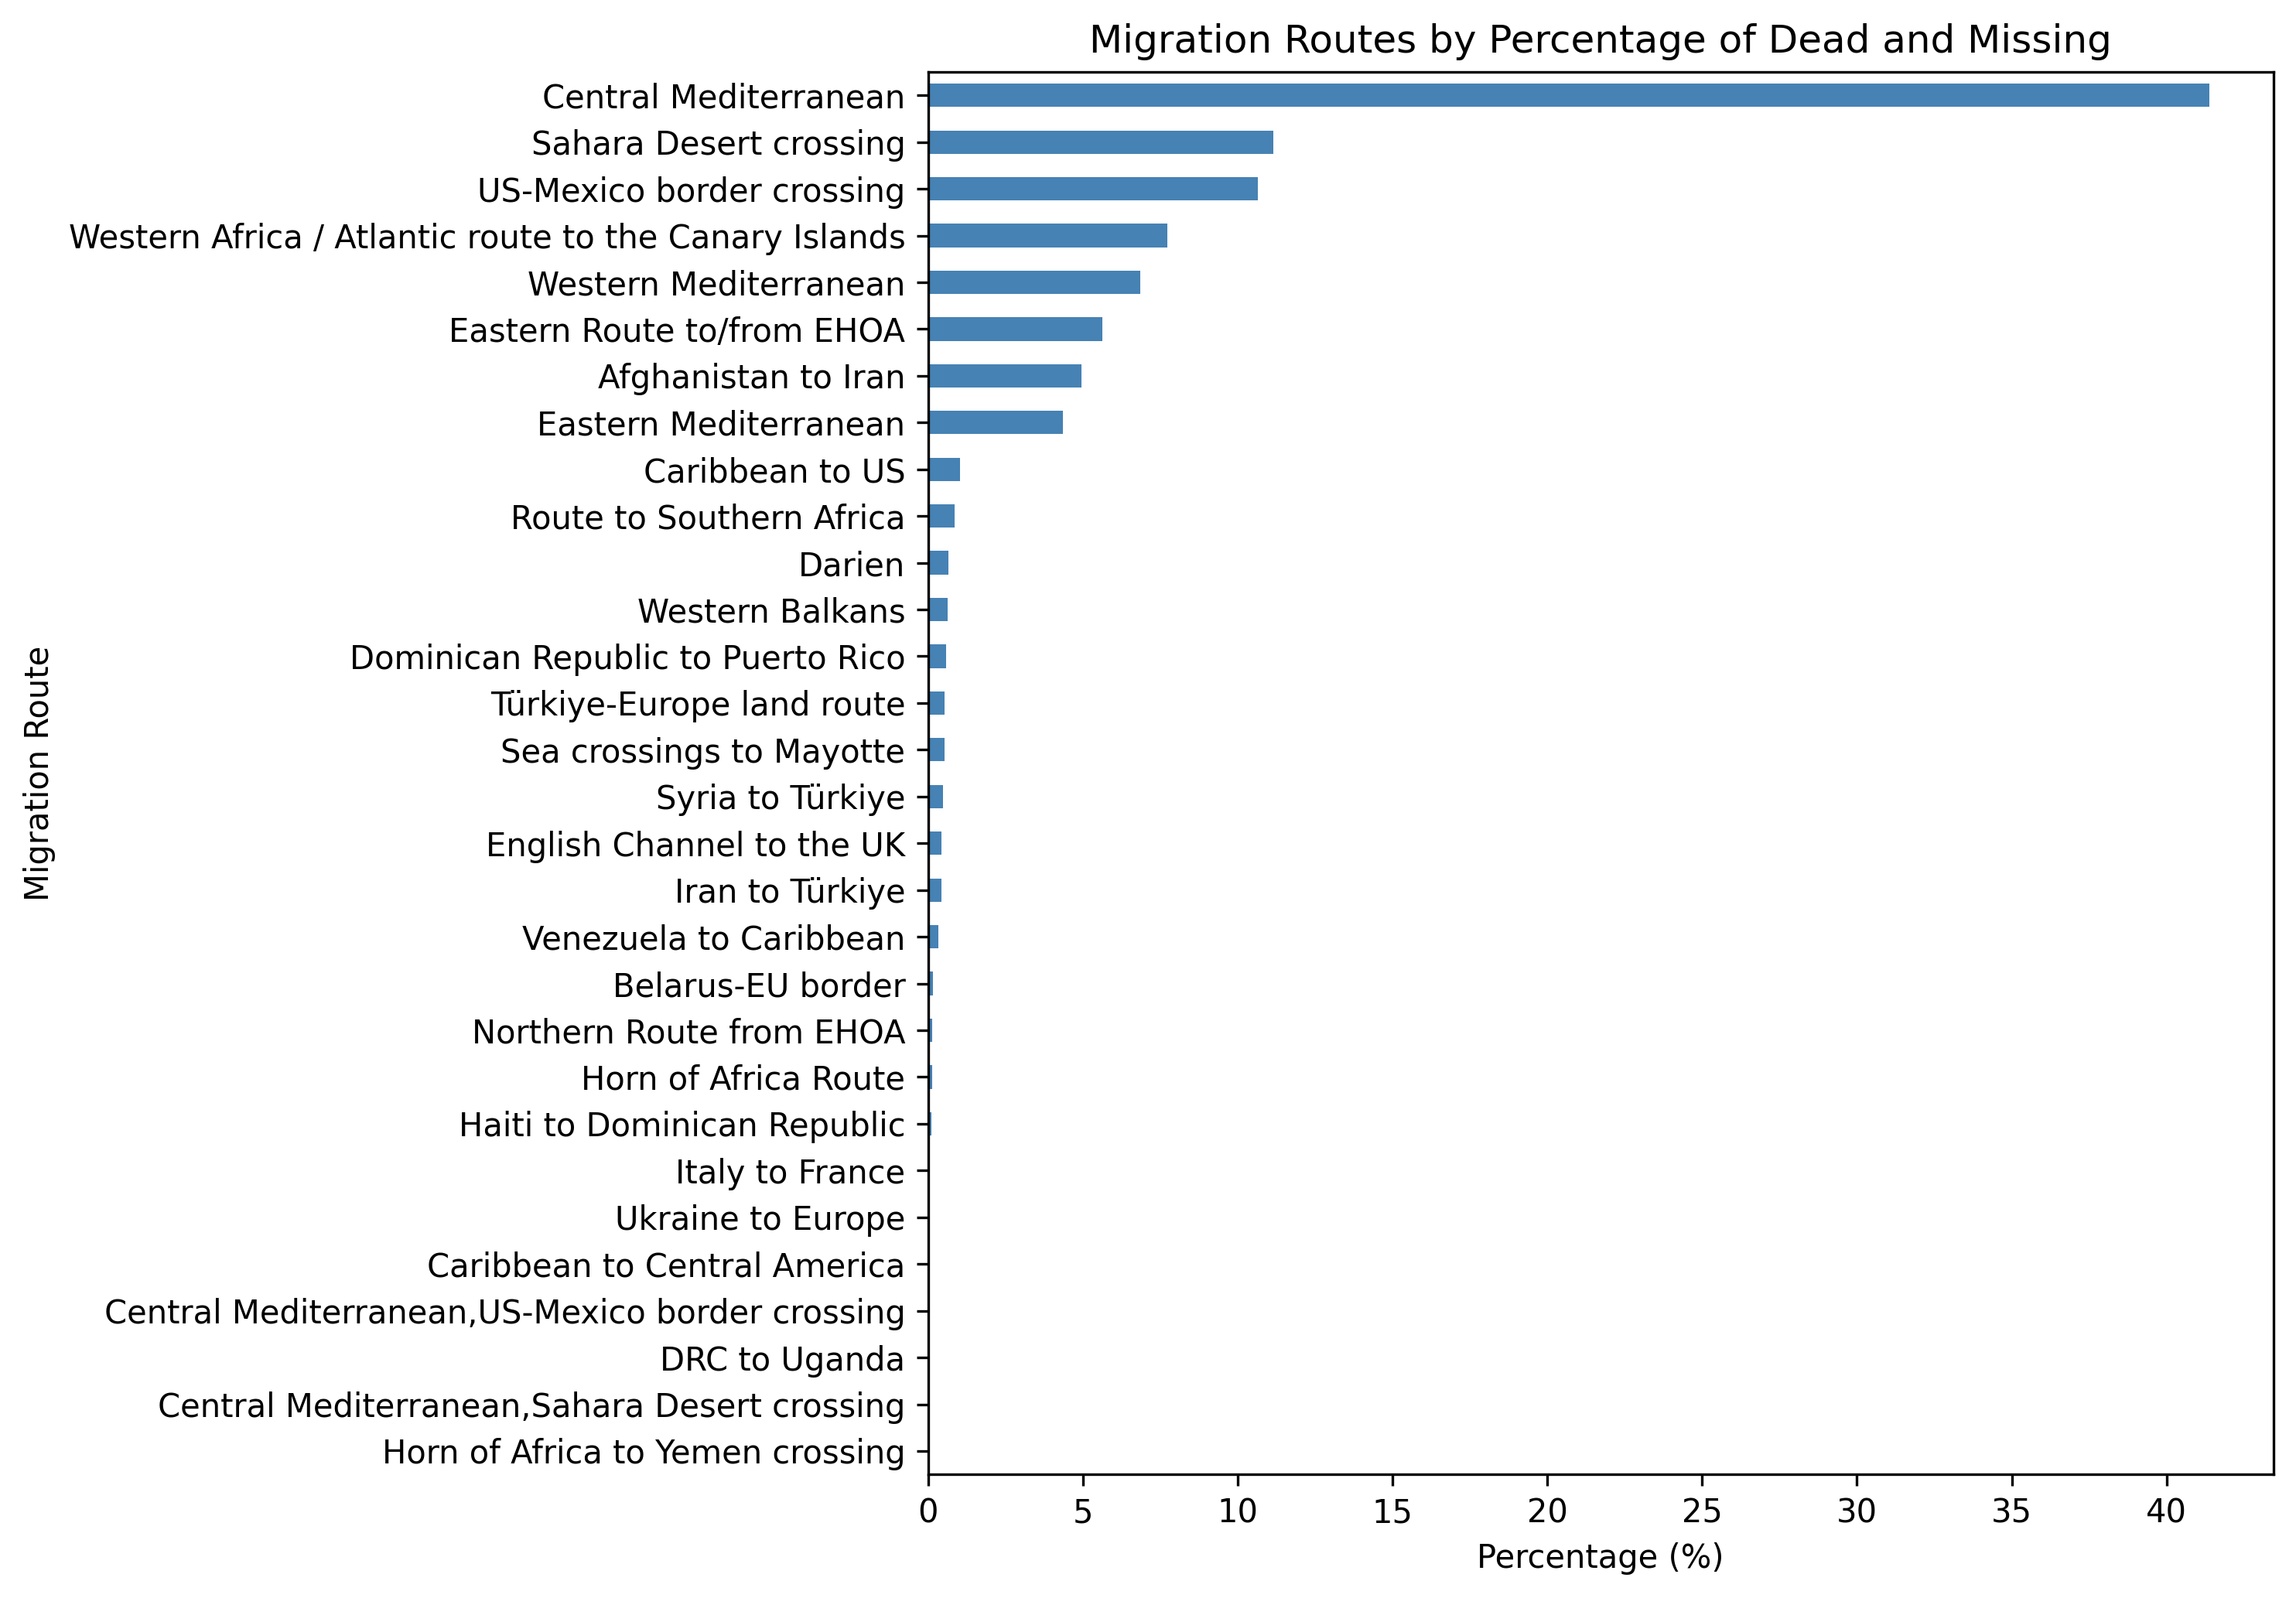 Migration Routes by Percentage of Dead and Missing
Central Mediterranean
Sahara Desert crossing
US-Mexico border crossing
Western Africa / Atlantic route to the Canary Islands
Western Mediterranean
Eastern Route to/from EHOA
Afghanistan to Iran
Eastern Mediterranean
Caribbean to US
Route to Southern Africa
Darien
Western Balkans
Dominican Republic to Puerto Rico
Türkiye-Europe land route
Sea crossings to Mayotte
Syria to Türkiye
English Channel to the UK
Iran to Türkiye
Venezuela to Caribbean
Belarus-EU border
Northern Route from EHOA
Horn of Africa Route
Haiti to Dominican Republic
Italy to France
Ukraine to Europe
Caribbean to Central America
Central Mediterranean,US-Mexico border crossing
DRC to Uganda
Central Mediterranean,Sahara Desert crossing
Horn of Africa to Yemen crossing
Migration Route
0 5 10 15 20 25 30 35 40
Percentage (%)